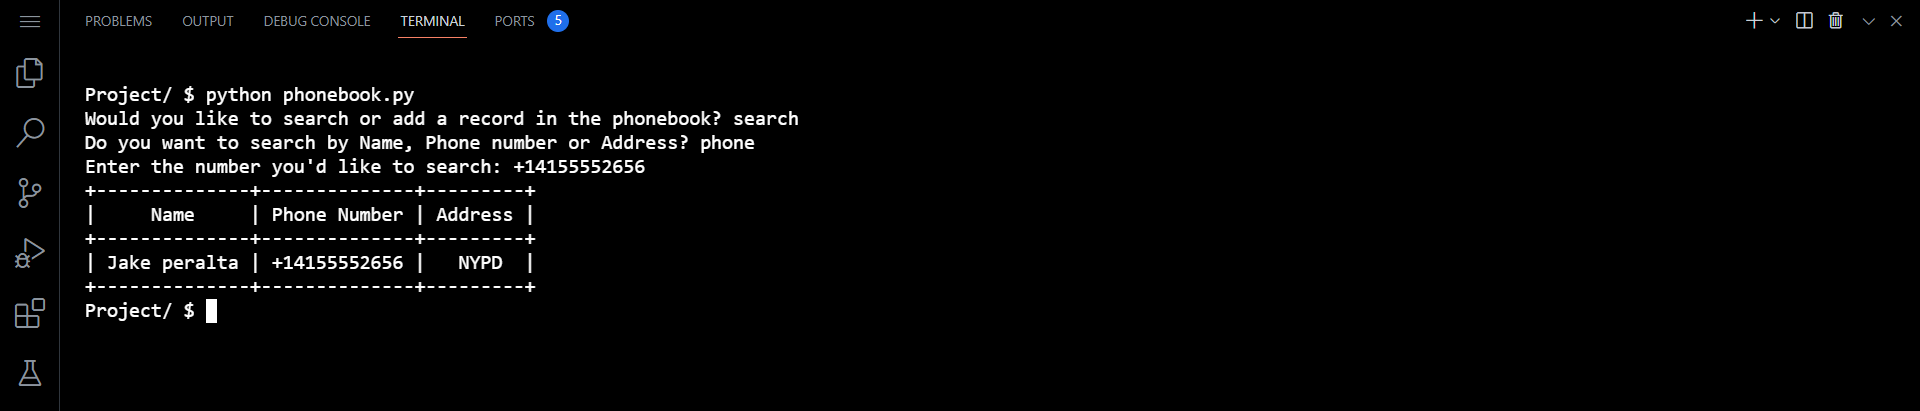 PROBLEMS OUTPUT DEBUG CONSOLE TERMINAL PORTS 5
Project/ $ python phonebook.py
Would you like to search or add a record in the phonebook? search
Do you want to search by Name, Phone number or Address? phone
Enter the number you'd like to search: +14155552656
+--------------+--------------+---------+
|     Name     | Phone Number | Address |
+--------------+--------------+---------+
| Jake peralta | +14155552656 |   NYPD  |
+--------------+--------------+---------+
Project/ $